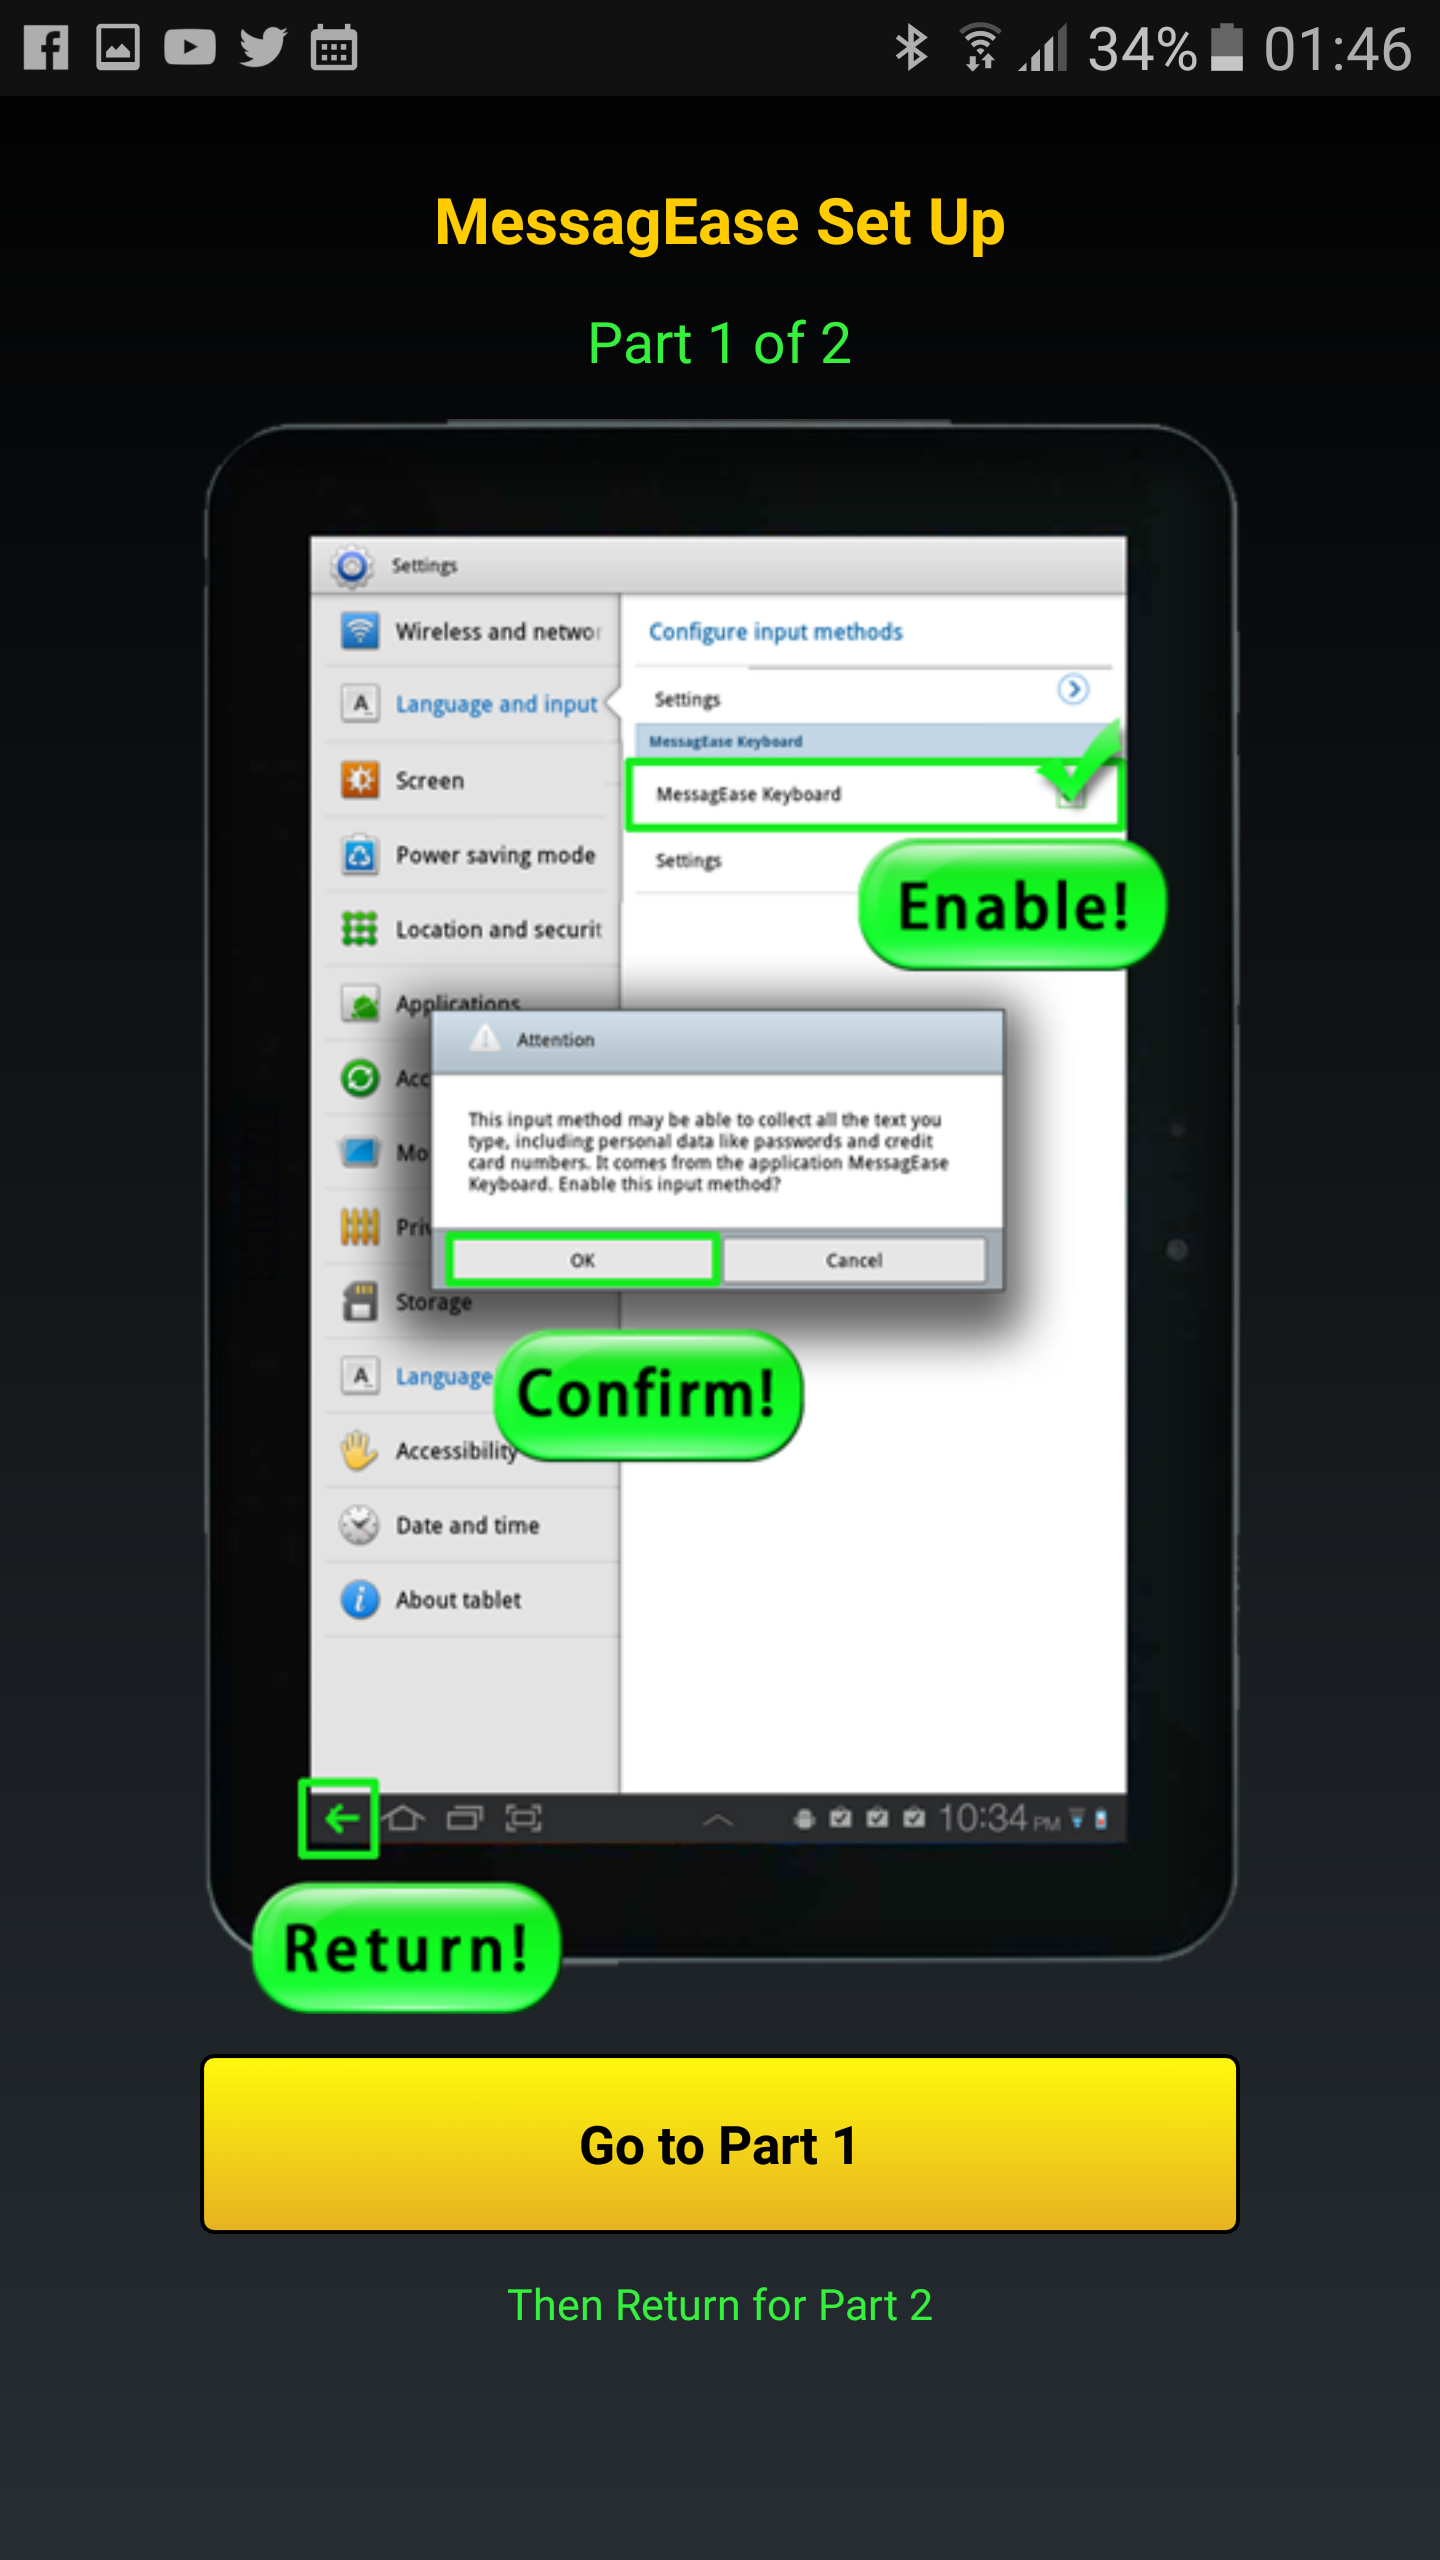 34% 01:46
MessagEase Set Up
Part 1 of 2
Settings
Wireless and networ
Configure input methods
Language and input
Settings
MessagEase Keyboard
Screen
MessagEase Keyboard
Power saving mode
Settings
Enable!
Location and securit
Applications
Attention
Acc
This input method may be able to collect all the text you
type, including personal data like passwords and credit
card numbers. It comes from the application MessagEase
Keyboard. Enable this input method?
Mo
Priv
OK
Cancel
Storage
Language
Confirm!
Accessibility
Date and time
About tablet
10:34 PM
Return!
Go to Part 1
Then Return for Part 2